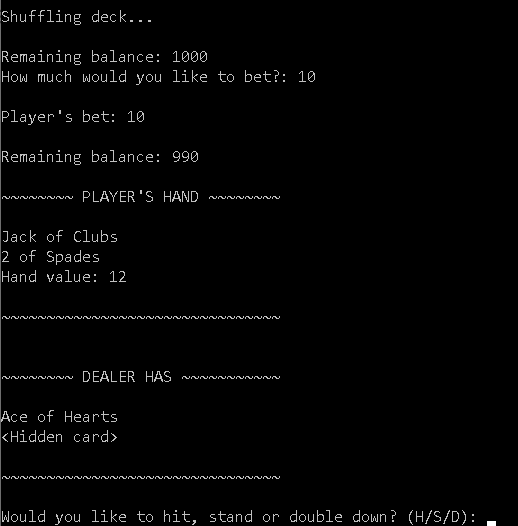 Shuffling deck...
Remaining balance: 1000
How much would you like to bet?: 10
Player's bet: 10
Remaining balance: 990
~~~~~~~~ PLAYER'S HAND ~~~~~~~~
Jack of Clubs
2 of Spades
Hand value: 12
~~~~~~~~~~~~~~~~~~~~~~~~~~~~~~~
~~~~~~~~ DEALER HAS ~~~~~~~~~~~
Ace of Hearts
<Hidden card>
~~~~~~~~~~~~~~~~~~~~~~~~~~~~~~~
Would you like to hit, stand or double down? (H/S/D):